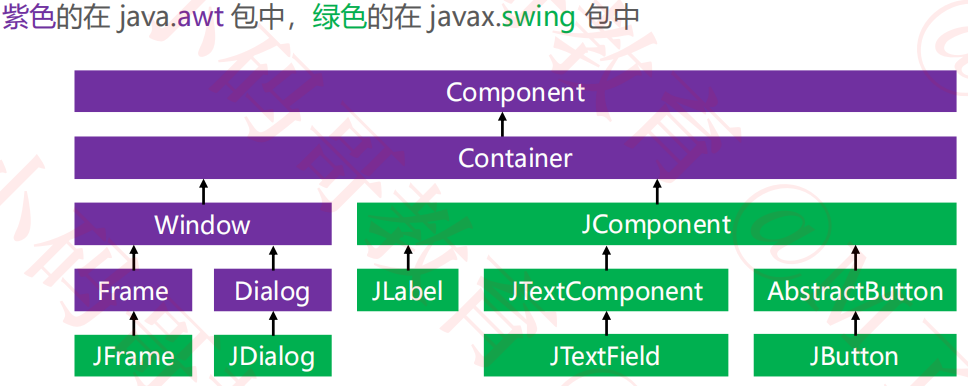 紫色的在 java.awt 包中，绿色的在 javax.swing 包中
Component
Container
Window JComponent
Frame Dialog JLabel JTextComponent AbstractButton
JFrame JDialog JTextField JButton